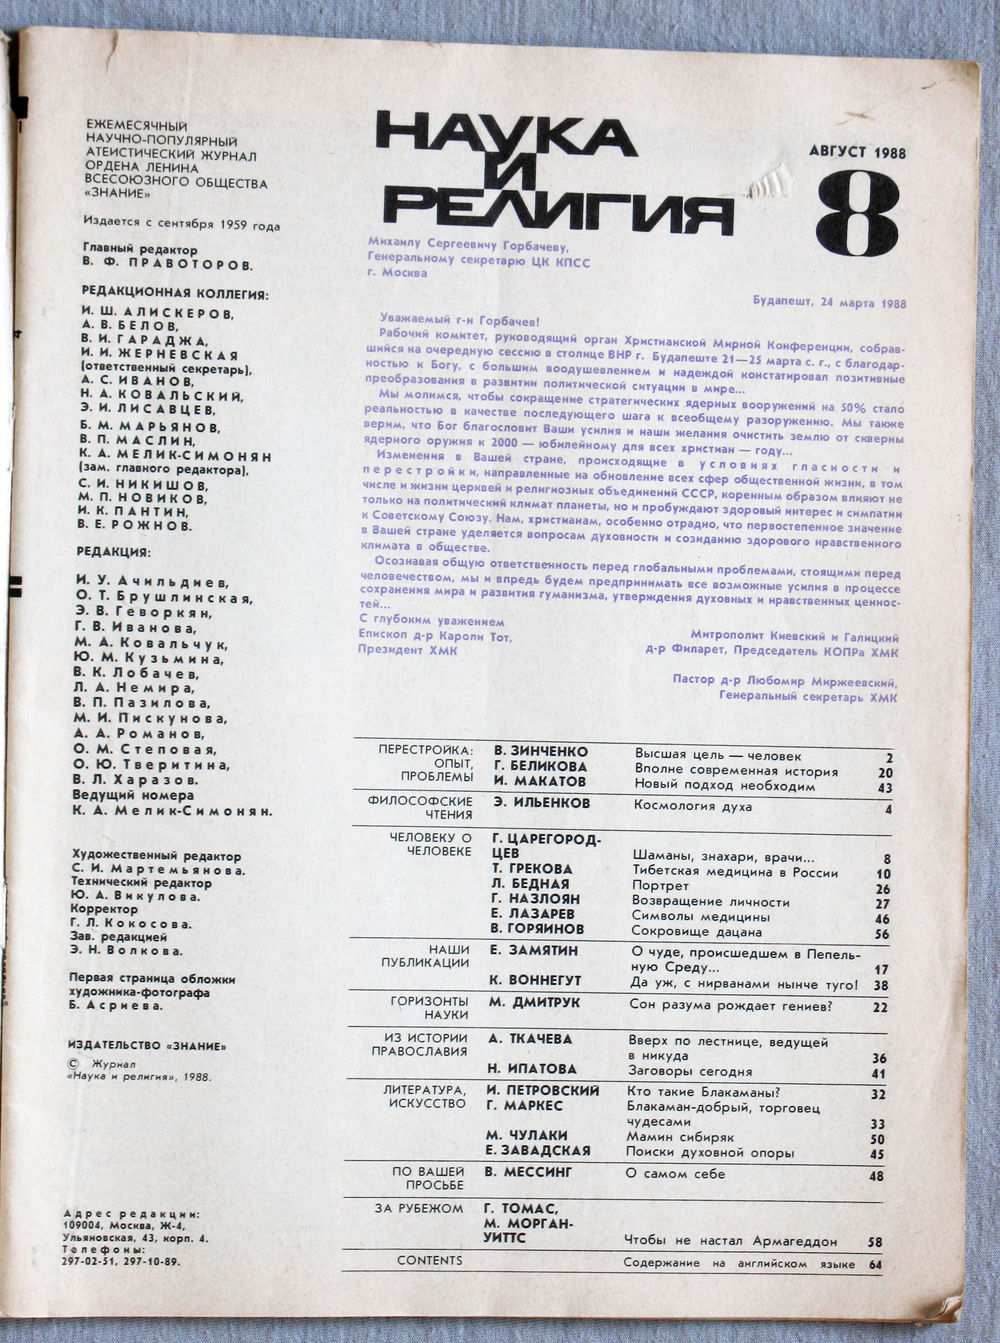 ЕЖЕМЕСЯЧНЫЙ
НАУЧНО-ПОПУЛЯРНЫЙ
АТЕИСТИЧЕСКИЙ ЖУРНАЛ
ОРДЕНА ЛЕНИНА
ВСЕСОЮЗНОГО ОБЩЕСТВА
«ЗНАНИЕ»
Издается с сентября 1959 года
Главный редактор
В. Ф. ПРАВОТОРОВ.
РЕДАКЦИОННАЯ КОЛЛЕГИЯ:
И. Ш. АЛИСКЕРОВ,
А. В. БЕЛОВ,
В. И. ГАРАДЖА,
И. И. ЖЕРНЕВСКАЯ
(ответственный секретарь),
А. С. ИВАНОВ,
Н. А. КОВАЛЬСКИЙ,
Э. И. ЛИСАВЦЕВ,
Б. М. МАРЬЯНОВ,
В. П. МАСЛИН,
К. А. МЕЛИК-СИМОНЯН
(зам. главного редактора),
С. И. НИКИШОВ,
М. П. НОВИКОВ,
И. К. ПАНТИН,
В. Е. РОЖНОВ.
РЕДАКЦИЯ:
И. У. Ачильдиев,
О. Т. Брушлинская,
Э. В. Геворкян,
Г. В. Иванова,
М. А. Ковальчук,
Ю. М. Кузьмина,
В. К. Лобачев,
Л. А. Немира,
В. П. Пазилова,
М. И. Пискунова,
А. А. Романов,
О. М. Степовая,
О. Ю. Тверитина,
В. Л. Харазов.
Ведущий номера
К. А. Мелик-Симонян.
Художественный редактор
С. И. Мартемьянова.
Технический редактор
Ю. А. Викулова.
Корректор
Г. Л. Кокосова.
Зав. редакцией
Э. Н. Волкова.
Первая страница обложки
художника-фотографа
Б. Асриева.
ИЗДАТЕЛЬСТВО «ЗНАНИЕ»
© Журнал
«Наука и религия», 1988.
Адрес редакции:
109004, Москва, Ж-4,
Ульяновская, 43, корп. 4.
Телефоны:
297-02-51, 297-10-89.
НАУКА
И
РЕЛИГИЯ
АВГУСТ 1988
8
Михаилу Сергеевичу Горбачеву,
Генеральному секретарю ЦК КПСС
г. Москва
Будапешт, 24 марта 1988
Уважаемый г-н Горбачев!
Рабочий комитет, руководящий орган Христианской Мирной Конференции, собрав-
шийся на очередную сессию в столице ВНР г. Будапеште 21—25 марта с. г., с благодар-
ностью к Богу, с большим воодушевлением и надеждой констатировал позитивные
преобразования в развитии политической ситуации в мире...
Мы молимся, чтобы сокращение стратегических ядерных вооружений на 50% стало
реальностью в качестве последующего шага к всеобщему разоружению. Мы также
верим, что Бог благословит Ваши усилия и наши желания очистить землю от скверны
ядерного оружия к 2000 — юбилейному для всех христиан — году...
Изменения в Вашей стране, происходящие в условиях гласности и
перестройки, направленные на обновление всех сфер общественной жизни, в том
числе и жизни церквей и религиозных объединений СССР, коренным образом влияют не
только на политический климат планеты, но и пробуждают здоровый интерес и симпатии
к Советскому Союзу. Нам, христианам, особенно отрадно, что первостепенное значение
в Вашей стране уделяется вопросам духовности и созиданию здорового нравственного
климата в обществе.
Осознавая общую ответственность перед глобальными проблемами, стоящими перед
человечеством, мы и впредь будем предпринимать все возможные усилия в процессе
сохранения мира и развития гуманизма, утверждения духовных и нравственных ценнос-
тей...
С глубоким уважением
Епископ д-р Кароли Тот,
Президент ХМК
Митрополит Киевский и Галицкий
д-р Филарет, Председатель КОПРа ХМК
Пастор д-р Любомир Миржеевский,
Генеральный секретарь ХМК
ПЕРЕСТРОЙКА: В. ЗИНЧЕНКО Высшая цель — человек 2
ОПЫТ, Г. БЕЛИКОВА Вполне современная история 20
ПРОБЛЕМЫ И. МАКАТОВ Новый подход необходим 43
ФИЛОСОФСКИЕ Э. ИЛЬЕНКОВ Космология духа 4
ЧТЕНИЯ
ЧЕЛОВЕКУ О Г. ЦАРЕГОРОД-
ЧЕЛОВЕКЕ ЦЕВ Шаманы, знахари, врачи... 8
Т. ГРЕКОВА Тибетская медицина в России 10
Л. БЕДНАЯ Портрет 26
Г. НАЗЛОЯН Возвращение личности 27
Е. ЛАЗАРЕВ Символы медицины 46
В. ГОРЯИНОВ Сокровище дацана 56
НАШИ Е. ЗАМЯТИН О чуде, происшедшем в Пепель-
ПУБЛИКАЦИИ ную Среду... 17
К. ВОННЕГУТ Да уж, с нирванами нынче туго! 38
ГОРИЗОНТЫ М. ДМИТРУК Сон разума рождает гениев? 22
НАУКИ
ИЗ ИСТОРИИ А. ТКАЧЕВА Вверх по лестнице, ведущей
ПРАВОСЛАВИЯ в никуда 36
Н. ИПАТОВА Заговоры сегодня 41
ЛИТЕРАТУРА, И. ПЕТРОВСКИЙ Кто такие Блакаманы? 32
ИСКУССТВО Г. МАРКЕС Блакаман-добрый, торговец
чудесами 33
М. ЧУЛАКИ Мамин сибиряк 50
Е. ЗАВАДСКАЯ Поиски духовной опоры 45
ПО ВАШЕЙ В. МЕССИНГ О самом себе 48
ПРОСЬБЕ
ЗА РУБЕЖОМ Г. ТОМАС,
М. МОРГАН-
УИТТС Чтобы не настал Армагеддон 58
CONTENTS Содержание на английском языке 64